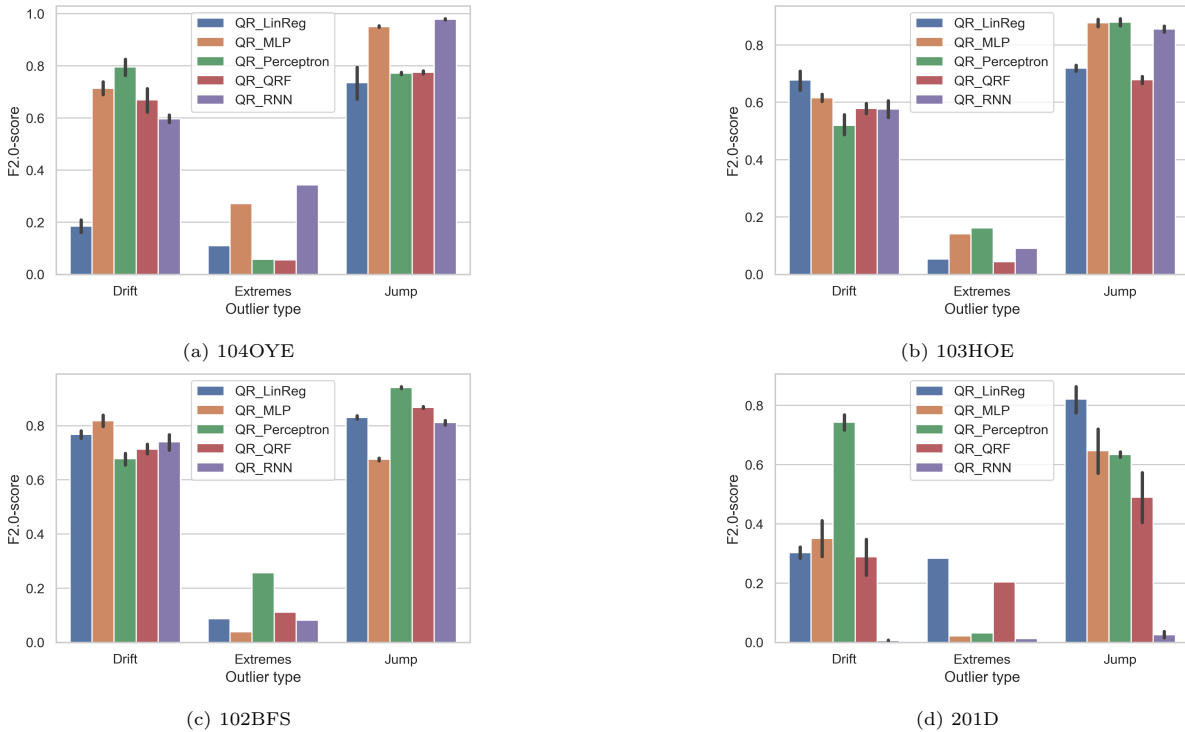 F2.0-score
1.0
0.8
0.6
0.4
0.2
0.0
QR_LinReg
QR_MLP
QR_Perceptron
QR_QRF
QR_RNN
Drift Extremes Jump
Outlier type
(a) 104OYE
F2.0-score
0.8
0.6
0.4
0.2
0.0
QR_LinReg
QR_MLP
QR_Perceptron
QR_QRF
QR_RNN
Drift Extremes Jump
Outlier type
(b) 103HOE
F2.0-score
0.8
0.6
0.4
0.2
0.0
QR_LinReg
QR_MLP
QR_Perceptron
QR_QRF
QR_RNN
Drift Extremes Jump
Outlier type
(c) 102BFS
F2.0-score
0.8
0.6
0.4
0.2
0.0
QR_LinReg
QR_MLP
QR_Perceptron
QR_QRF
QR_RNN
Drift Extremes Jump
Outlier type
(d) 201D